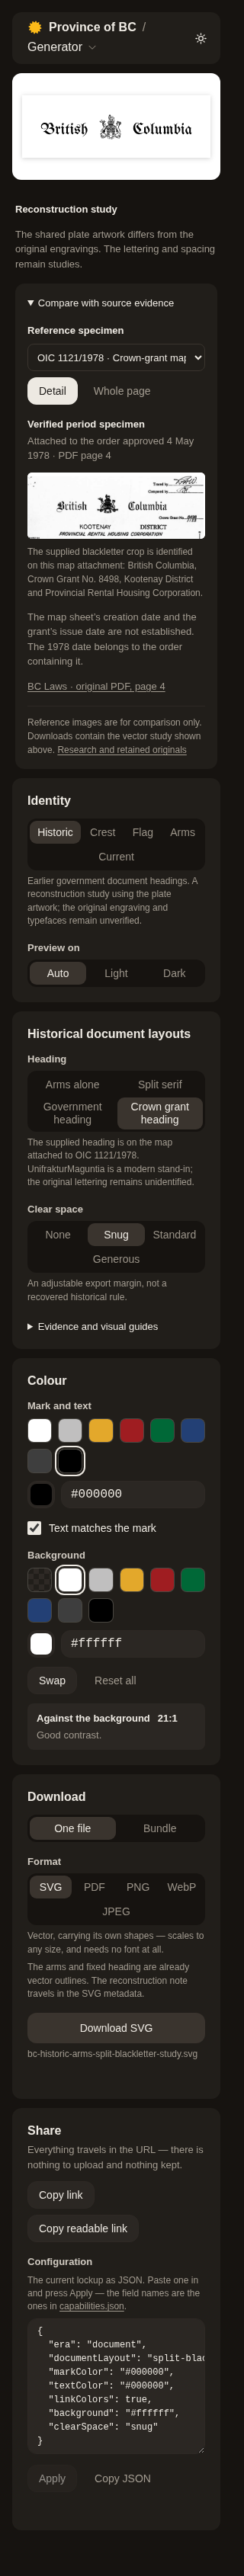 Province of BC /
Generator
British Columbia
Reconstruction study
The shared plate artwork differs from the
original engravings. The lettering and spacing
remain studies.
▼ Compare with source evidence
Reference specimen
OIC 1121/1978 · Crown-grant map
Detail
Whole page
Verified period specimen
Attached to the order approved 4 May
1978 · PDF page 4
British Columbia
KOOTENAY DISTRICT
PROVINCIAL RENTAL HOUSING CORPORATION
The supplied blackletter crop is identified
on this map attachment: British Columbia,
Crown Grant No. 8498, Kootenay District
and Provincial Rental Housing Corporation.
The map sheet's creation date and the
grant's issue date are not established.
The 1978 date belongs to the order
containing it.
BC Laws · original PDF, page 4
Reference images are for comparison only.
Downloads contain the vector study shown
above. Research and retained originals
Identity
Historic Crest Flag Arms
Current
Earlier government document headings. A
reconstruction study using the plate
artwork; the original engraving and
typefaces remain unverified.
Preview on
Auto Light Dark
Historical document layouts
Heading
Arms alone Split serif
Government
heading
Crown grant
heading
The supplied heading is on the map
attached to OIC 1121/1978.
UnifrakturMaguntia is a modern stand-in;
the original lettering remains unidentified.
Clear space
None Snug Standard
Generous
An adjustable export margin, not a
recovered historical rule.
▶ Evidence and visual guides
Colour
Mark and text
#000000
Text matches the mark
Background
#ffffff
Swap Reset all
Against the background 21:1
Good contrast.
Download
One file Bundle
Format
SVG PDF PNG WebP
JPEG
Vector, carrying its own shapes — scales to
any size, and needs no font at all.
The arms and fixed heading are already
vector outlines. The reconstruction note
travels in the SVG metadata.
Download SVG
bc-historic-arms-split-blackletter-study.svg
Share
Everything travels in the URL — there is
nothing to upload and nothing kept.
Copy link
Copy readable link
Configuration
The current lockup as JSON. Paste one in
and press Apply — the field names are the
ones in capabilities.json.
{
"era": "document",
"documentLayout": "split-blac
"markColor": "#000000",
"textColor": "#000000",
"linkColors": true,
"background": "#ffffff",
"clearSpace": "snug"
}
Apply Copy JSON